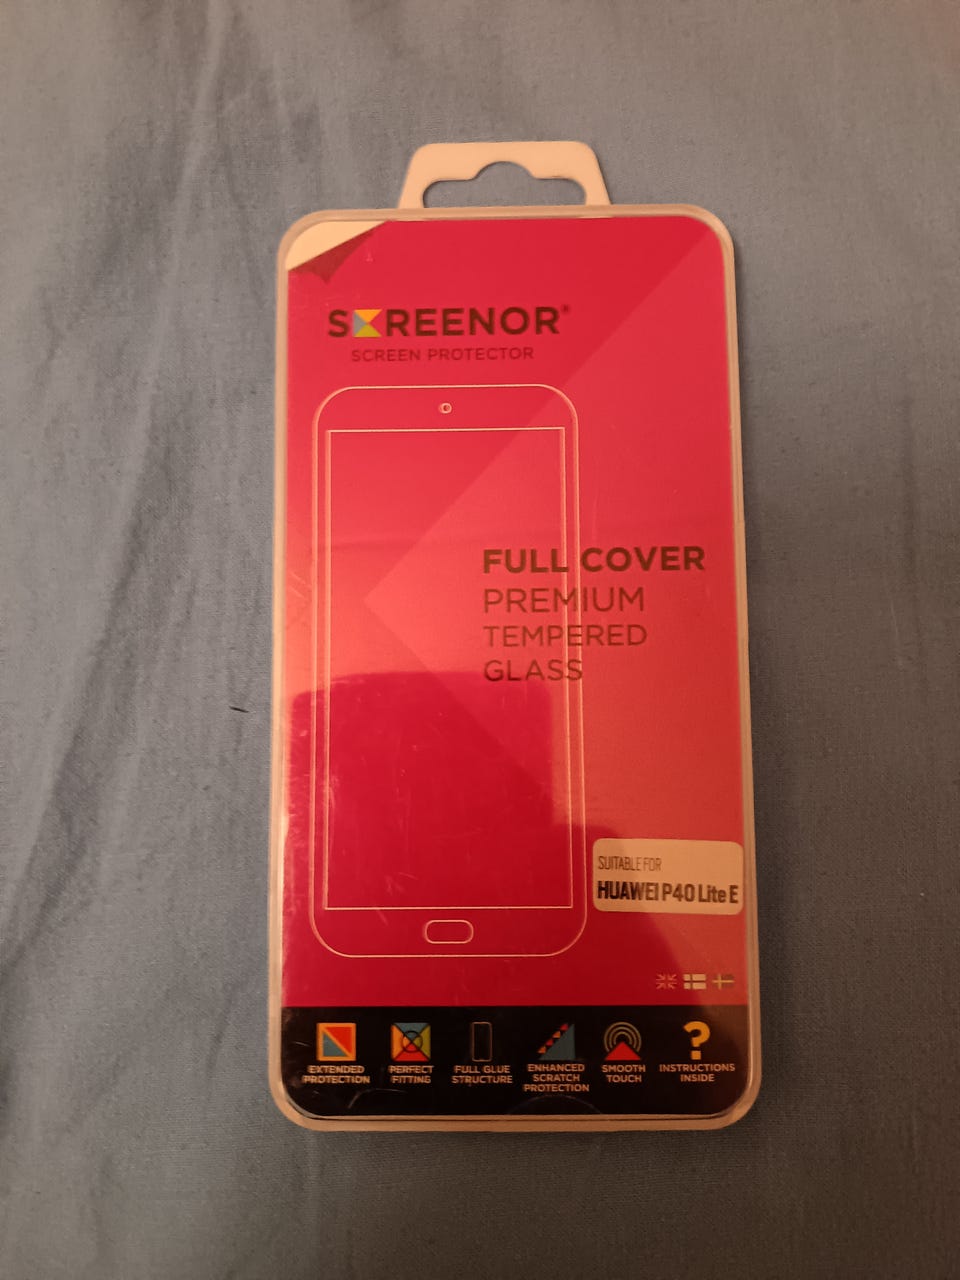 SCREENOR®
SCREEN PROTECTOR
FULL COVER
PREMIUM
TEMPERED
GLASS
SUITABLE FOR
HUAWEI P40 Lite E
EXTENDED
PROTECTION
PERFECT
FITTING
FULL GLUE
STRUCTURE
ENHANCED
SCRATCH
PROTECTION
SMOOTH
TOUCH
?
INSTRUCTIONS
INSIDE